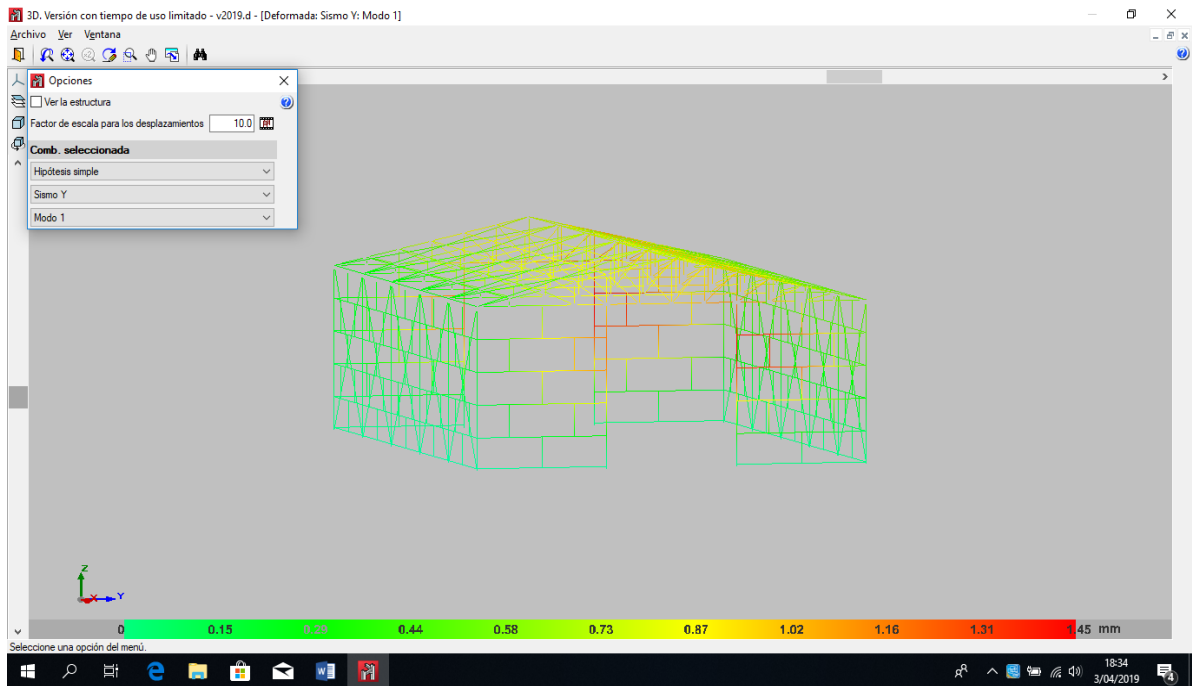 3D. Versión con tiempo de uso limitado - v2019.d - [Deformada: Sismo Y: Modo 1]
Archivo Ver Ventana
Opciones
Ver la estructura
Factor de escala para los desplazamientos 10.0
Comb. seleccionada
Hipótesis simple
Sismo Y
Modo 1
Z
X
Y
0 0.15 0.44 0.58 0.73 0.87 1.02 1.16 1.31 1.45 mm
Seleccione una opción del menú.
18:34
3/04/2019
4